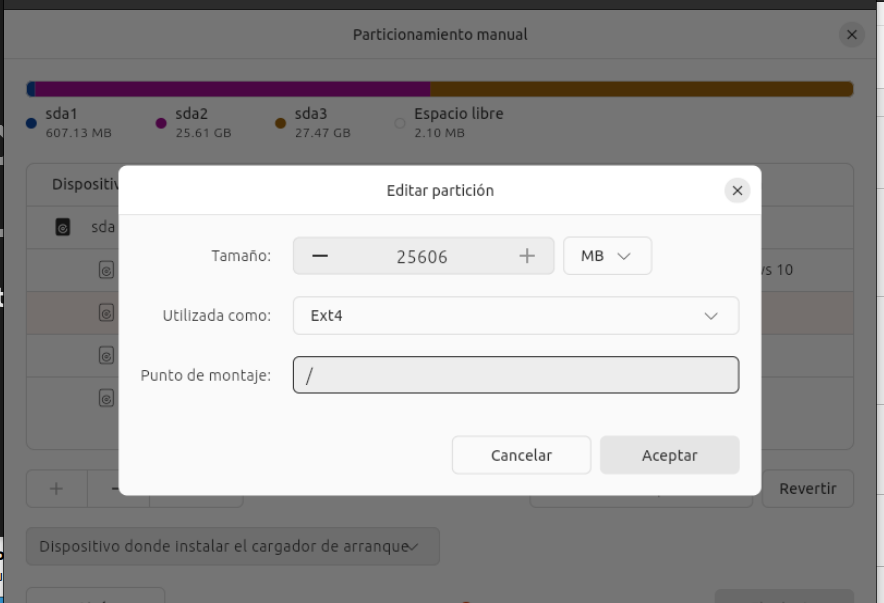 Particionamiento manual
sda1
607.13 MB
sda2
25.61 GB
sda3
27.47 GB
Espacio libre
2.10 MB
sda
10
Editar partición
Tamaño:
25606
MB
Utilizada como:
Ext4
Punto de montaje:
/
Cancelar
Aceptar
Revertir
Dispositivo donde instalar el cargador de arranque